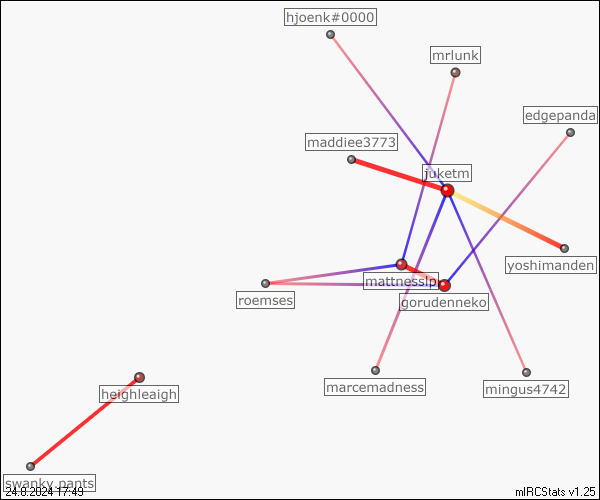 hjoenk#0000
mrlunk
edgepanda
maddiee3773
juketm
yoshimanden
mattnesslp
roemses
gorudenneko
marcemadness
mingus4742
heighleaigh
swanky.pants
24.8.2024 17:49
mIRCStats v1.25